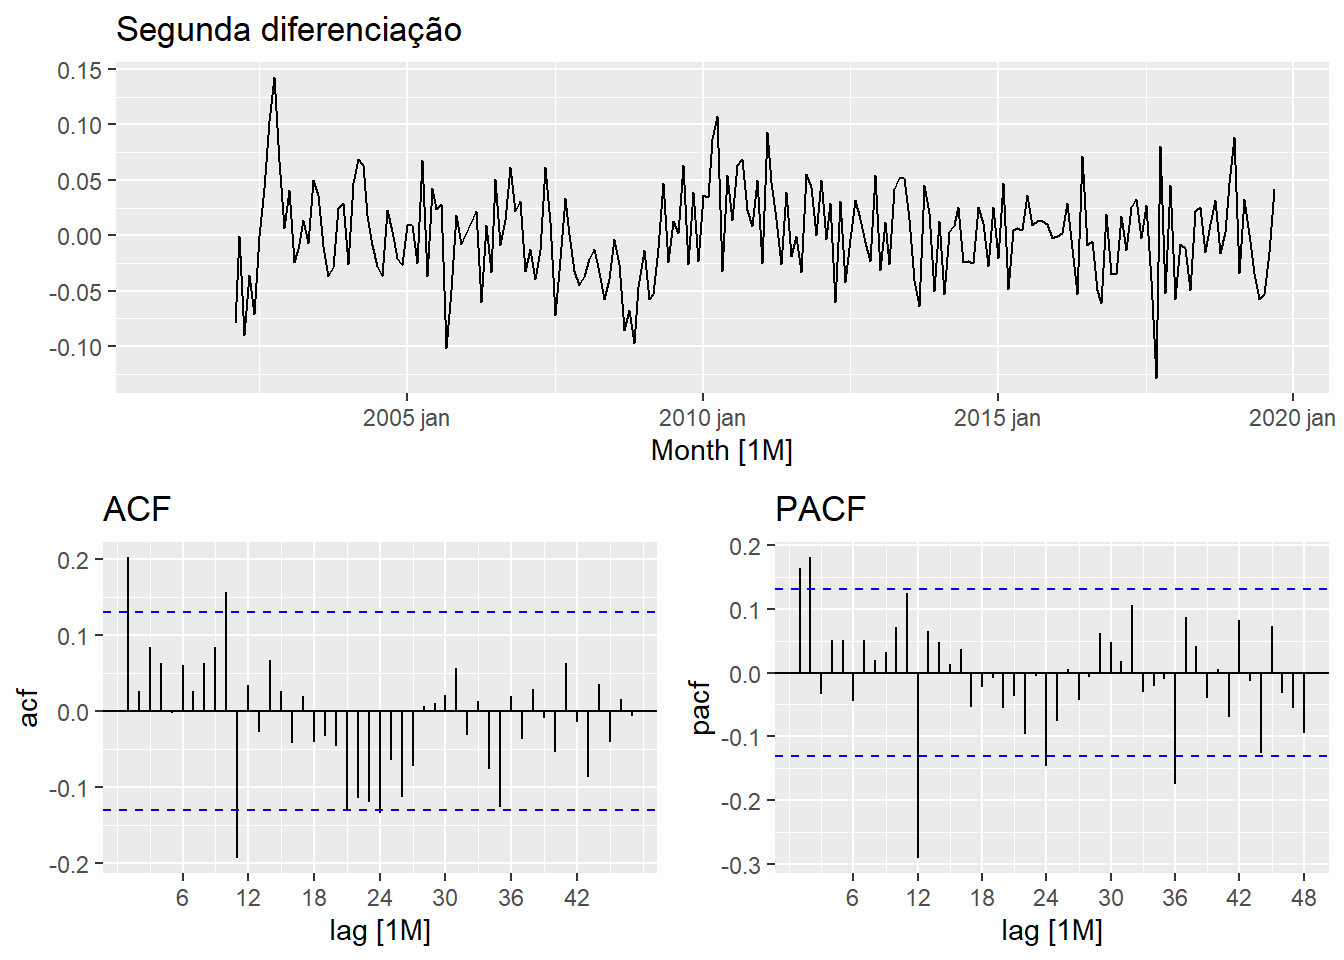 Segunda diferenciação
0.15
0.10
0.05
0.00
-0.05
-0.10
2005 jan 2010 jan 2015 jan 2020 jan
Month [1M]
ACF
0.2
0.1
0.0
-0.1
-0.2
acf
6 12 18 24 30 36 42
lag [1M]
PACF
0.2
0.1
0.0
-0.1
-0.2
-0.3
pacf
6 12 18 24 30 36 42 48
lag [1M]